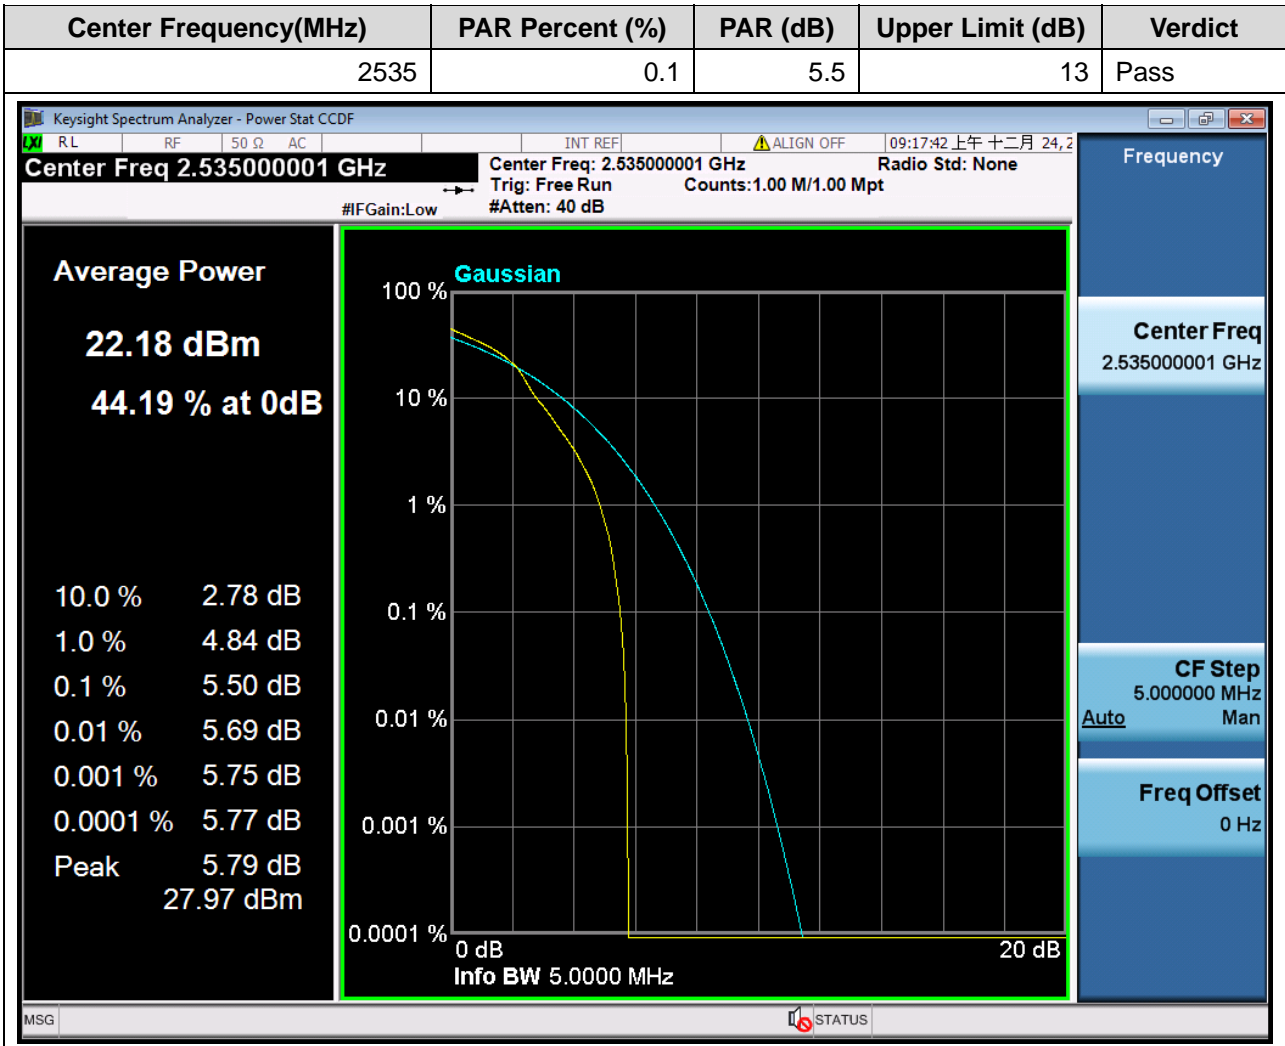 Center Frequency(MHz) PAR Percent (%) PAR (dB) Upper Limit (dB) Verdict
2535 0.1 5.5 13 Pass
Keysight Spectrum Analyzer - Power Stat CCDF
LXI RL RF 50 Ω AC INT REF ALIGN OFF 09:17:42 上午 十二月 24, 2
Center Freq 2.535000001 GHz
Center Freq: 2.535000001 GHz Radio Std: None
Trig: Free Run Counts:1.00 M/1.00 Mpt
#IFGain:Low #Atten: 40 dB
Frequency
Average Power
22.18 dBm
44.19 % at 0dB
10.0 % 2.78 dB
1.0 % 4.84 dB
0.1 % 5.50 dB
0.01 % 5.69 dB
0.001 % 5.75 dB
0.0001 % 5.77 dB
Peak 5.79 dB
27.97 dBm
Gaussian
100 %
10 %
1 %
0.1 %
0.01 %
0.001 %
0.0001 %
0 dB 20 dB
Info BW 5.0000 MHz
Center Freq
2.535000001 GHz
CF Step
5.000000 MHz
Auto Man
Freq Offset
0 Hz
MSG STATUS